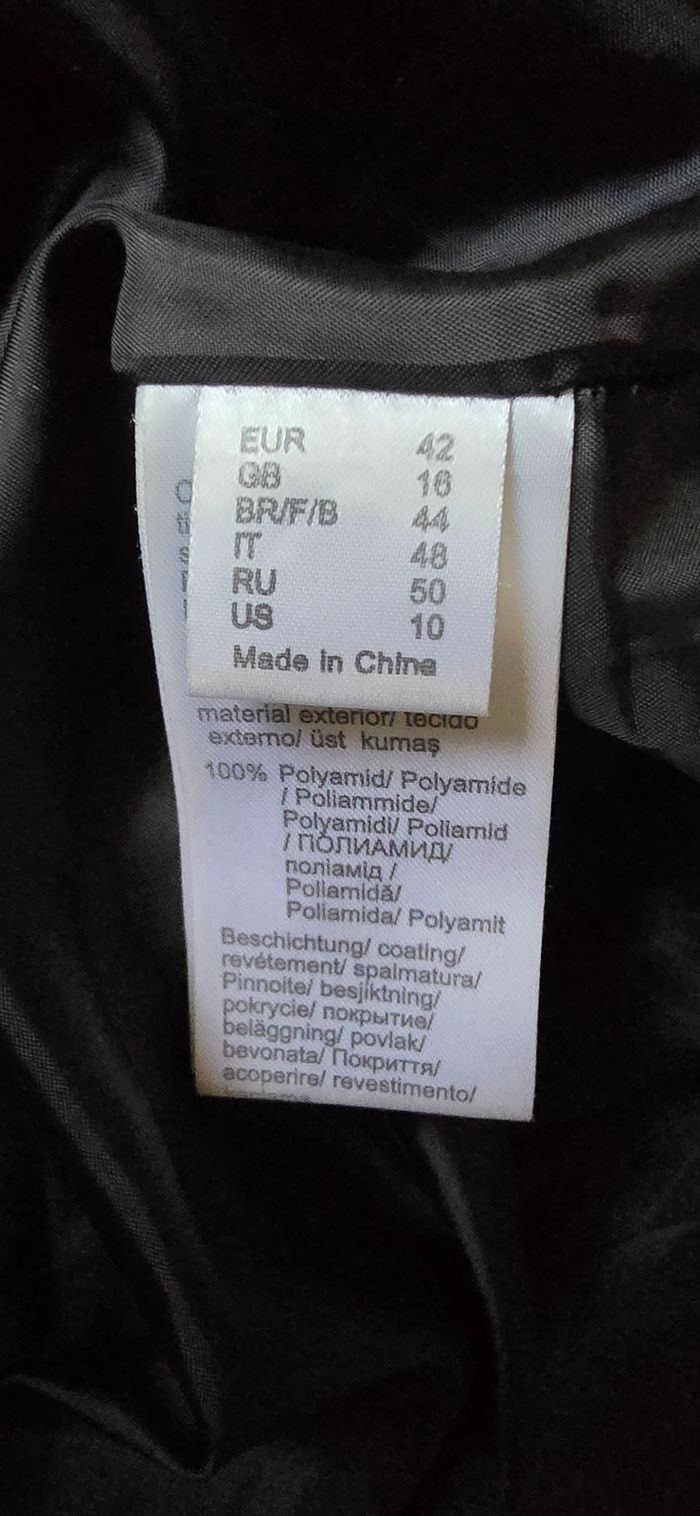 EUR 42
GB 16
BR/F/B 44
IT 48
RU 50
US 10
Made in China
material exterior/ tecido
externo/ üst kumaş
100% Polyamid/ Polyamide
/ Poliammide/
Polyamidi/ Poliamid
/ ПОЛИАМИД/
поліамід /
Poliamidă/
Poliamida/ Polyamit
Beschichtung/ coating/
revêtement/ spalmatura/
Pinnoite/ besjiktning/
pokrycie/ покрытие/
beläggning/ povlak/
bevonata/ Покриття/
acoperire/ revestimento/